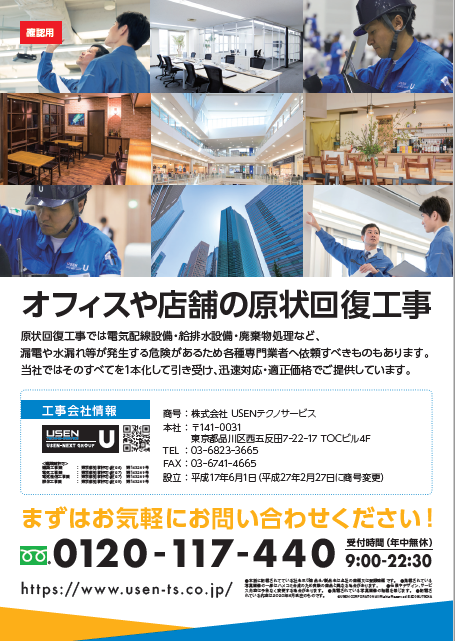 確認用
オフィスや店舗の原状回復工事
原状回復工事では電気配線設備・給排水設備・廃棄物処理など、
漏電や水漏れ等が発生する危険があるため各種専門業者へ依頼すべきものもあります。
当社ではそのすべてを1本化して引き受け、迅速対応・適正価格でご提供しています。
工事会社情報
USEN
USEN-NEXT GROUP
U
商号：株式会社 USENテクノサービス
本社：〒141-0031
東京都品川区西五反田7-22-17 TOCビル4F
TEL：03-6823-3665
FAX：03-6741-4665
設立：平成17年6月1日（平成27年2月27日に商号変更）
まずはお気軽にお問い合わせください！
0120-117-440
受付時間（年中無休）
9:00-22:30
https://www.usen-ts.co.jp/